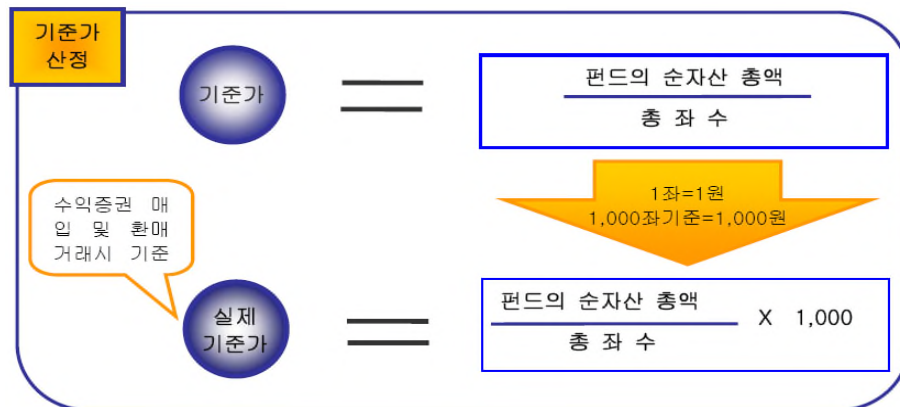 기준가
산정
기준가
펀드의 순자산 총액
총 좌 수
1좌=1원
1,000좌기준=1,000원
수익증권 매
입 및 환매
거래시 기준
실제
기준가
펀드의 순자산 총액
총 좌 수
X 1,000